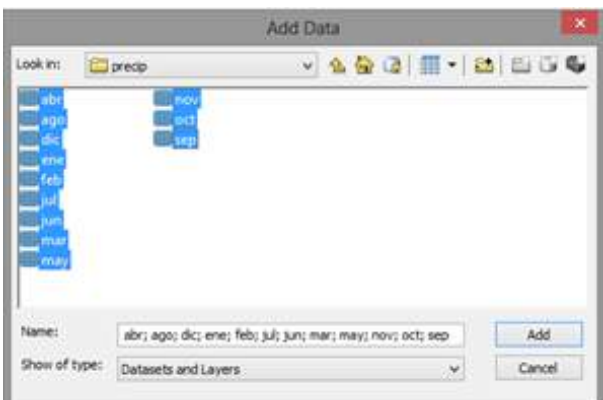 Add Data
Look in: precip
abr
ago
dic
ene
feb
jul
jun
mar
may
nov
oct
sep
Name: abr; ago; dic; ene; feb; jul; jun; mar; may; nov; oct; sep
Add
Show of type: Datasets and Layers
Cancel